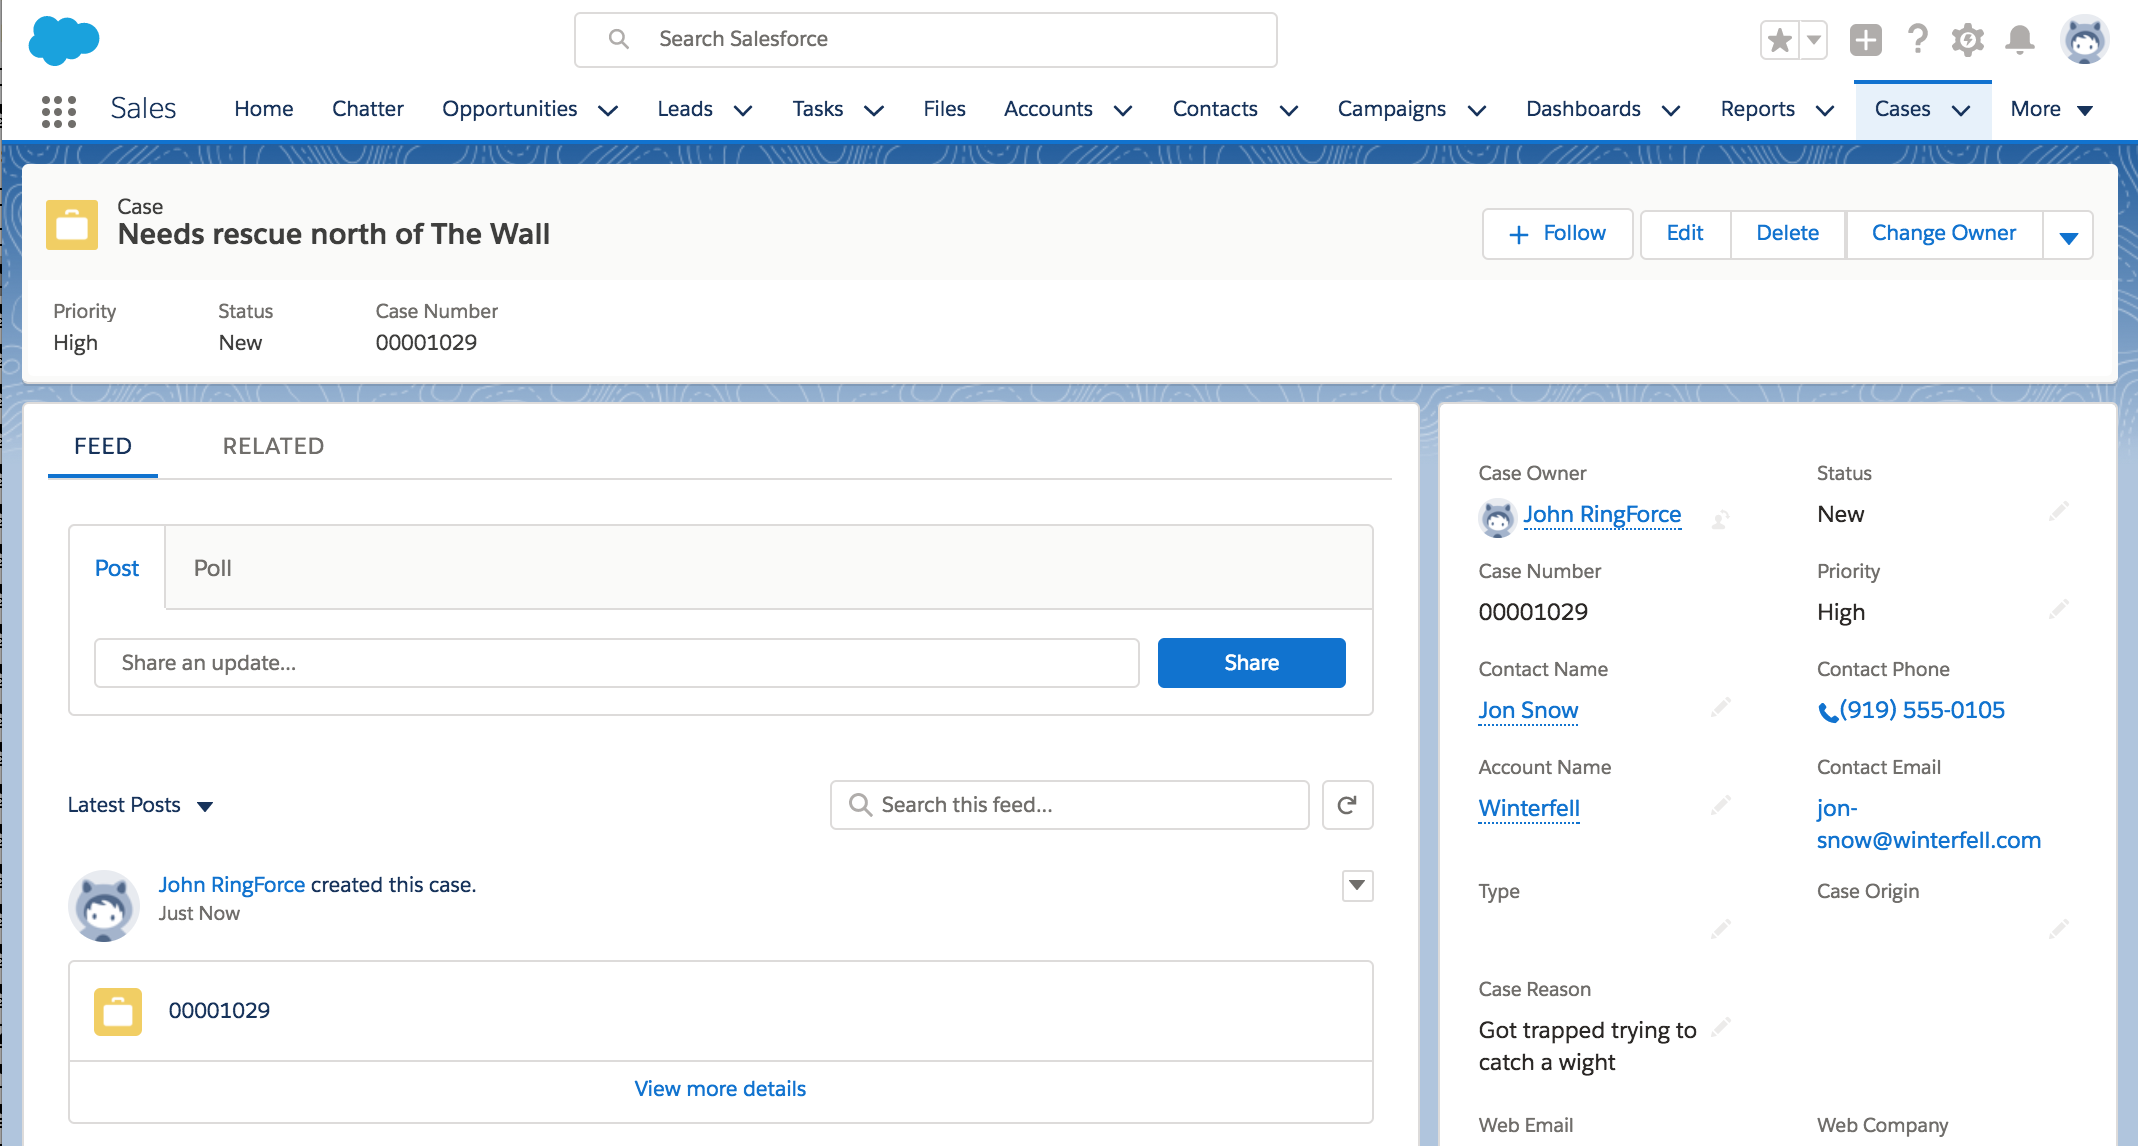 Search Salesforce
Sales Home Chatter Opportunities Leads Tasks Files Accounts Contacts Campaigns Dashboards Reports Cases More
Case
Needs rescue north of The Wall
+ Follow Edit Delete Change Owner
Priority Status Case Number
High New 00001029
FEED RELATED
Post Poll
Share an update... Share
Latest Posts Search this feed...
John RingForce created this case.
Just Now
00001029
View more details
Case Owner Status
John RingForce New
Case Number Priority
00001029 High
Contact Name Contact Phone
Jon Snow (919) 555-0105
Account Name Contact Email
Winterfell jon-
snow@winterfell.com
Type Case Origin
Case Reason
Got trapped trying to
catch a wight
Web Email Web Company